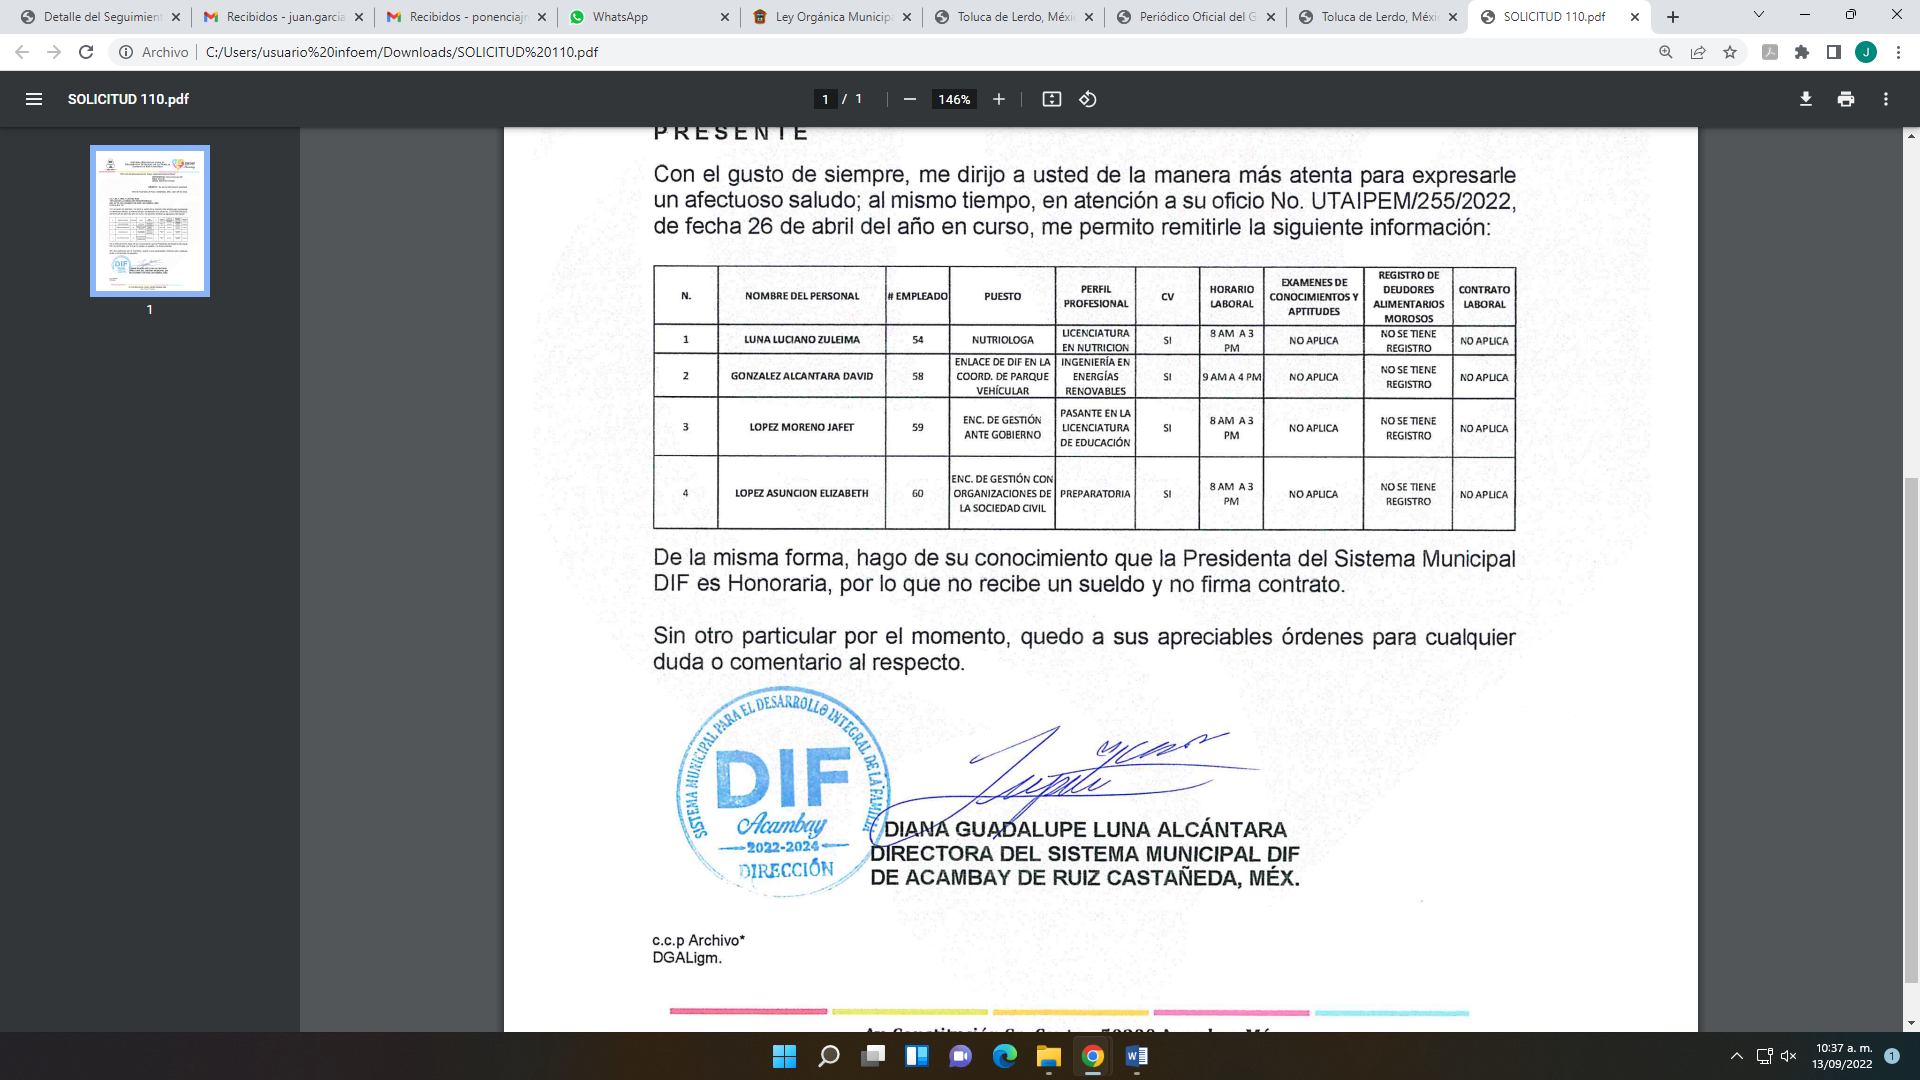 Detalle del Seguimient
Recibidos - juan.garcia
Recibidos - ponenciajr
WhatsApp
Ley Orgánica Municipa
Toluca de Lerdo, Méxi
Periódico Oficial del G
Toluca de Lerdo, Méxi
SOLICITUD 110.pdf
Archivo C:/Users/usuario%20infoem/Downloads/SOLICITUD%20110.pdf
J
SOLICITUD 110.pdf
1 / 1
146%
1
P R E S E N T E
Con el gusto de siempre, me dirijo a usted de la manera más atenta para expresarle
un afectuoso saludo; al mismo tiempo, en atención a su oficio No. UTAIPEM/255/2022,
de fecha 26 de abril del año en curso, me permito remitirle la siguiente información:
N. NOMBRE DEL PERSONAL # EMPLEADO PUESTO PERFIL PROFESIONAL CV HORARIO LABORAL EXAMENES DE CONOCIMIENTOS Y APTITUDES REGISTRO DE DEUDORES ALIMENTARIOS MOROSOS CONTRATO LABORAL
1 LUNA LUCIANO ZULEIMA 54 NUTRIOLOGA LICENCIATURA EN NUTRICION SI 8 AM A 3 PM NO APLICA NO SE TIENE REGISTRO NO APLICA
2 GONZALEZ ALCANTARA DAVID 58 ENLACE DE DIF EN LA COORD. DE PARQUE VEHÍCULAR INGENIERÍA EN ENERGÍAS RENOVABLES SI 9 AM A 4 PM NO APLICA NO SE TIENE REGISTRO NO APLICA
3 LOPEZ MORENO JAFET 59 ENC. DE GESTIÓN ANTE GOBIERNO PASANTE EN LA LICENCIATURA DE EDUCACIÓN SI 8 AM A 3 PM NO APLICA NO SE TIENE REGISTRO NO APLICA
4 LOPEZ ASUNCION ELIZABETH 60 ENC. DE GESTIÓN CON ORGANIZACIONES DE LA SOCIEDAD CIVIL PREPARATORIA SI 8 AM A 3 PM NO APLICA NO SE TIENE REGISTRO NO APLICA
De la misma forma, hago de su conocimiento que la Presidenta del Sistema Municipal
DIF es Honoraria, por lo que no recibe un sueldo y no firma contrato.
Sin otro particular por el momento, quedo a sus apreciables órdenes para cualquier
duda o comentario al respecto.
SISTEMA MUNICIPAL PARA EL DESARROLLO INTEGRAL DE LA FAMILIA
DIF
Acambay
2022-2024
DIRECCIÓN
DIANA GUADALUPE LUNA ALCÁNTARA
DIRECTORA DEL SISTEMA MUNICIPAL DIF
DE ACAMBAY DE RUIZ CASTAÑEDA, MÉX.
c.c.p Archivo*
DGALigm.
10:37 a. m.
13/09/2022
1